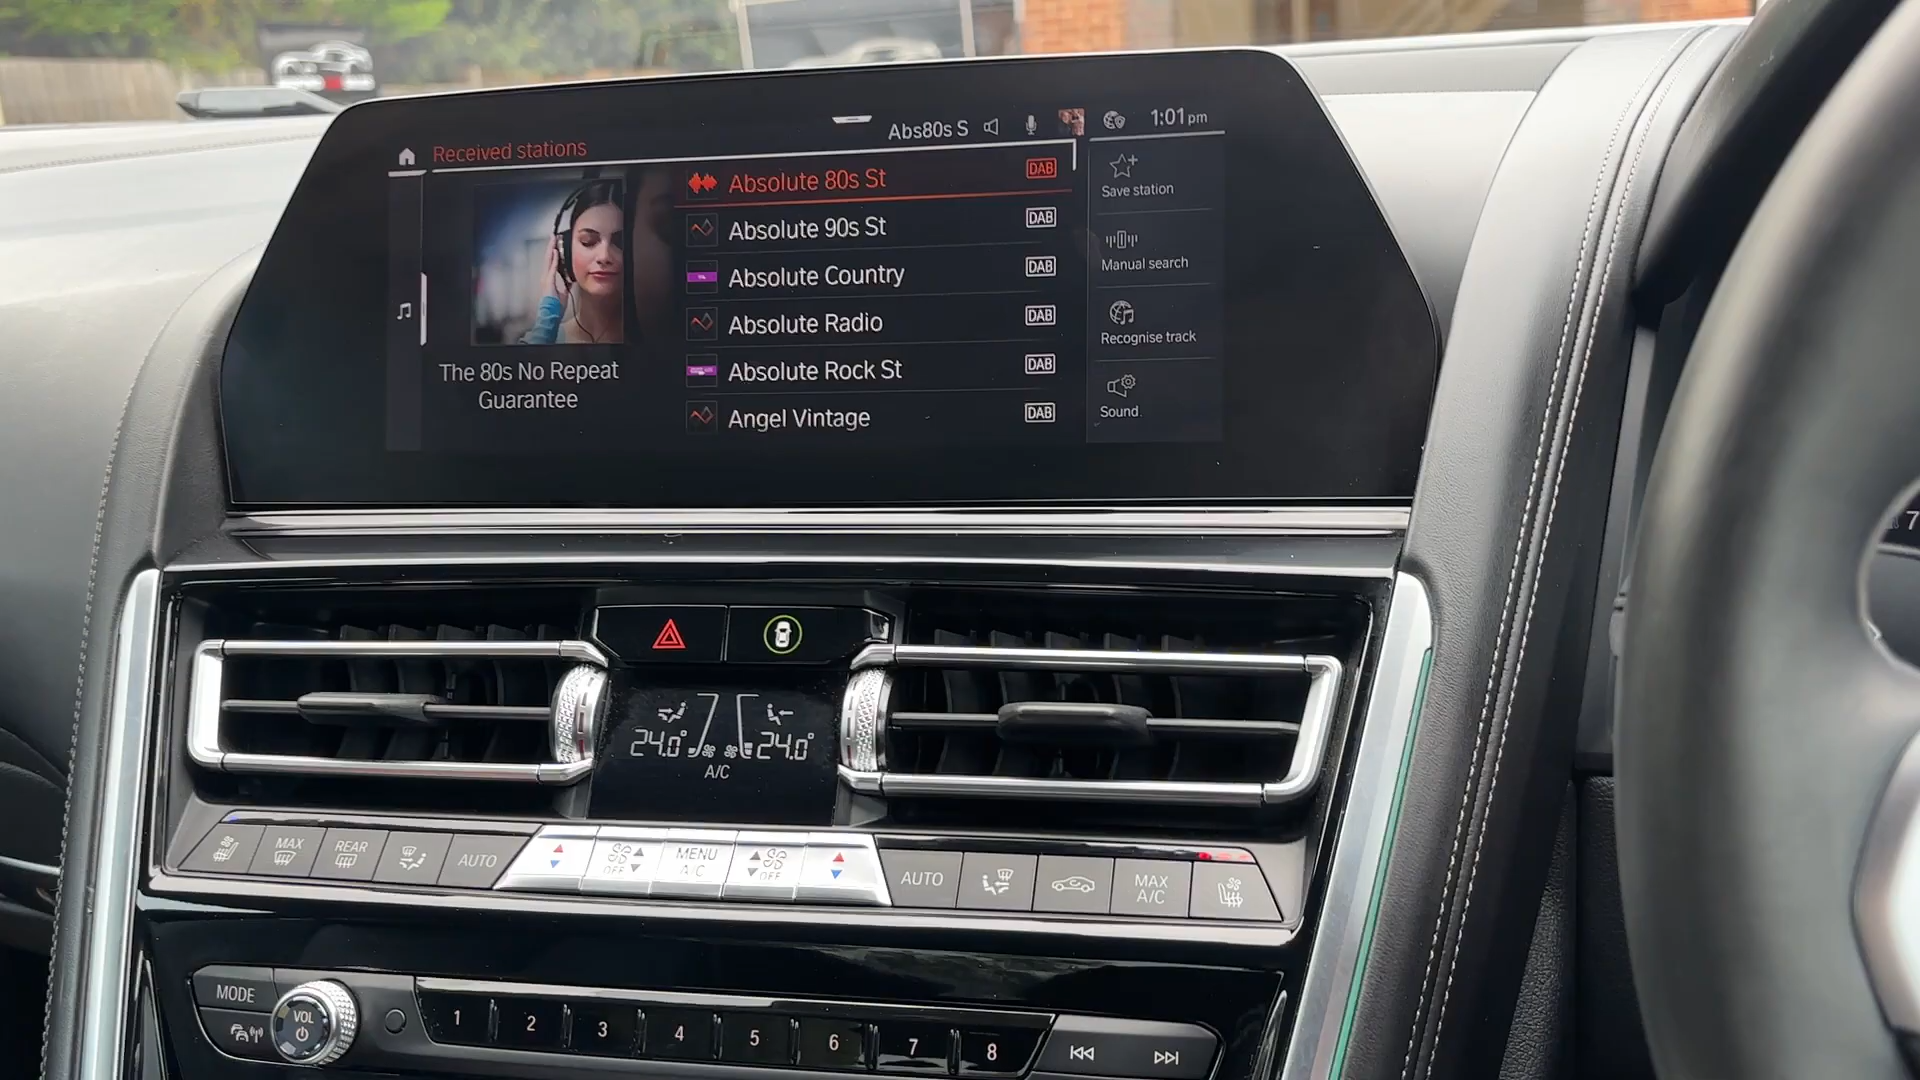 Abs80s S
1:01 pm
Received stations
Absolute 80s St
DAB
Absolute 90s St
DAB
Absolute Country
DAB
Absolute Radio
DAB
Absolute Rock St
DAB
Angel Vintage
DAB
The 80s No Repeat
Guarantee
Save station
Manual search
Recognise track
Sound
7
24.0°
24.0°
A/C
MAX
REAR
AUTO
OFF
MENU
A/C
OFF
AUTO
MAX
A/C
MODE
VOL
1
2
3
4
5
6
7
8